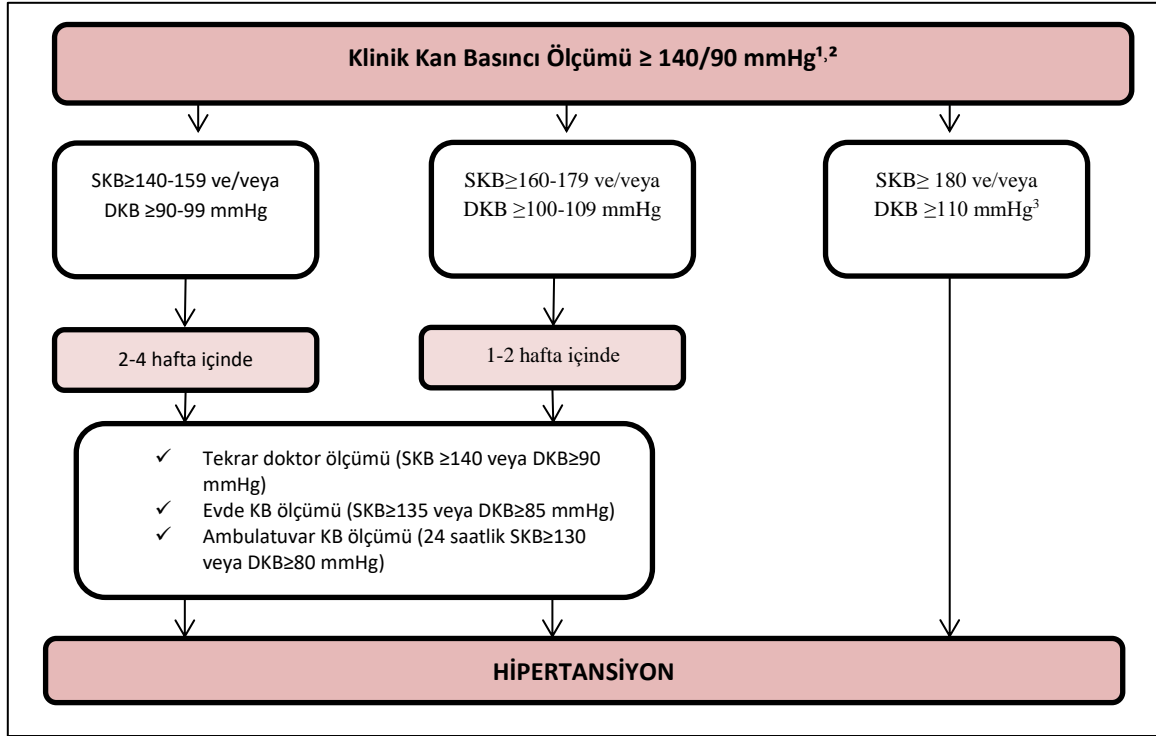 Klinik Kan Basıncı Ölçümü ≥ 140/90 mmHg¹,²
SKB≥140-159 ve/veya
DKB ≥90-99 mmHg
SKB≥160-179 ve/veya
DKB ≥100-109 mmHg
SKB≥ 180 ve/veya
DKB ≥110 mmHg³
2-4 hafta içinde
1-2 hafta içinde
✓ Tekrar doktor ölçümü (SKB ≥140 veya DKB≥90
mmHg)
✓ Evde KB ölçümü (SKB≥135 veya DKB≥85 mmHg)
✓ Ambulatuvar KB ölçümü (24 saatlik SKB≥130
veya DKB≥80 mmHg)
HİPERTANSİYON